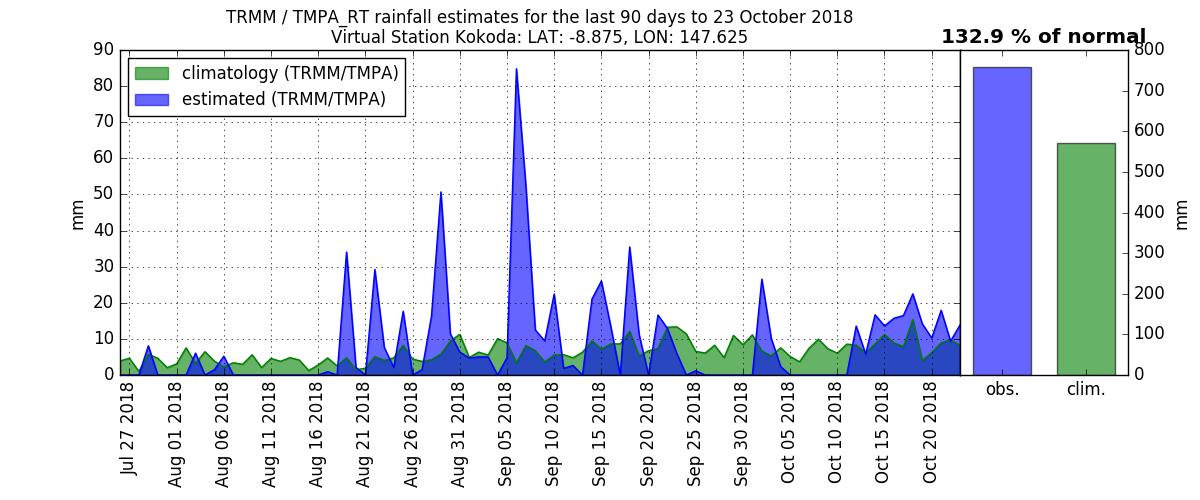 TRMM / TMPA_RT rainfall estimates for the last 90 days to 23 October 2018
Virtual Station Kokoda: LAT: -8.875, LON: 147.625
132.9 % of normal
climatology (TRMM/TMPA)
estimated (TRMM/TMPA)
90
80
70
60
50
40
30
20
10
0
mm
Jul 27 2018
Aug 01 2018
Aug 06 2018
Aug 11 2018
Aug 16 2018
Aug 21 2018
Aug 26 2018
Aug 31 2018
Sep 05 2018
Sep 10 2018
Sep 15 2018
Sep 20 2018
Sep 25 2018
Sep 30 2018
Oct 05 2018
Oct 10 2018
Oct 15 2018
Oct 20 2018
800
700
600
500
400
300
200
100
0
mm
obs.
clim.